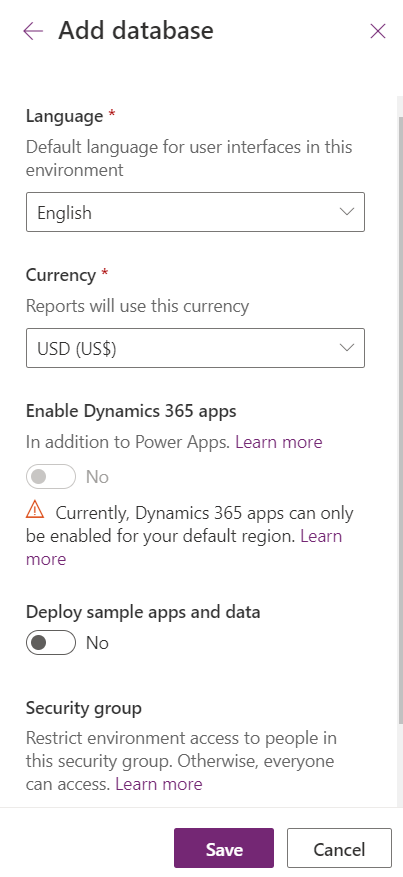 Add database
Language *
Default language for user interfaces in this
environment
English
Currency *
Reports will use this currency
USD (US$)
Enable Dynamics 365 apps
In addition to Power Apps. Learn more
No
Currently, Dynamics 365 apps can only
be enabled for your default region. Learn
more
Deploy sample apps and data
No
Security group
Restrict environment access to people in
this security group. Otherwise, everyone
can access. Learn more
Save Cancel